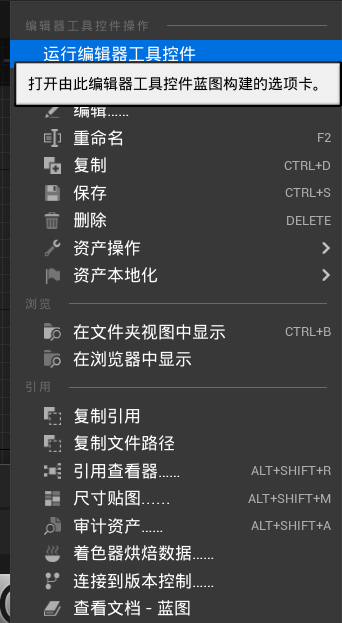 编辑器工具控件操作
运行编辑器工具控件
打开由此编辑器工具控件蓝图构建的选项卡。
编辑......
重命名 F2
复制 CTRL+D
保存 CTRL+S
删除 DELETE
资产操作
资产本地化
浏览
在文件夹视图中显示 CTRL+B
在浏览器中显示
引用
复制引用
复制文件路径
引用查看器...... ALT+SHIFT+R
尺寸贴图…… ALT+SHIFT+M
审计资产...... ALT+SHIFT+A
着色器烘焙数据......
连接到版本控制......
查看文档 - 蓝图